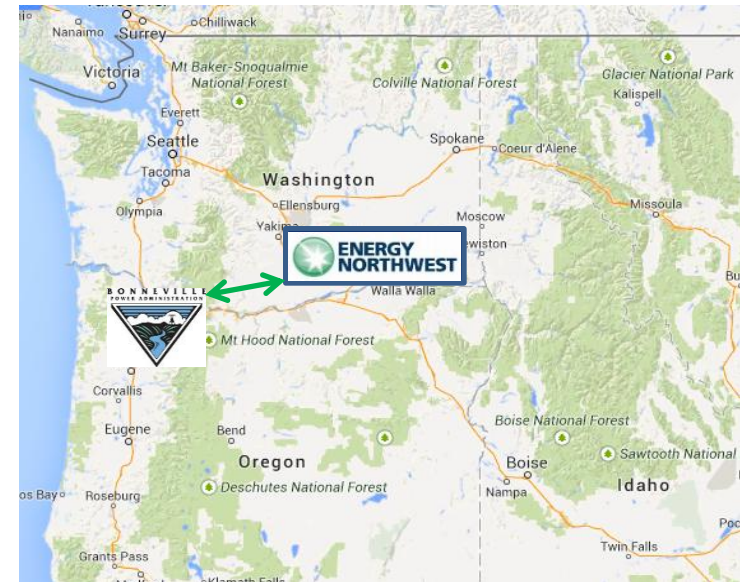 Chilliwack
Nanaimo
Surrey
Victoria
Mt Baker-Snoqualmie
National Forest
Colville National Forest
Glacier National Park
Kalispell
Everett
Seattle
Spokane
Coeur d'Alene
Tacoma
Washington
Olympia
Ellensburg
Moscow
Missoula
ENERGY
NORTHWEST
Walla Walla
BONNEVILLE
POWER ADMINISTRATION
Mt Hood National Forest
Corvallis
Eugene
Bend
Boise National Forest
Oregon
Boise
Sawtooth National
Deschutes National Forest
Nampa
Idaho
Roseburg
Twin Falls
Grants Pass